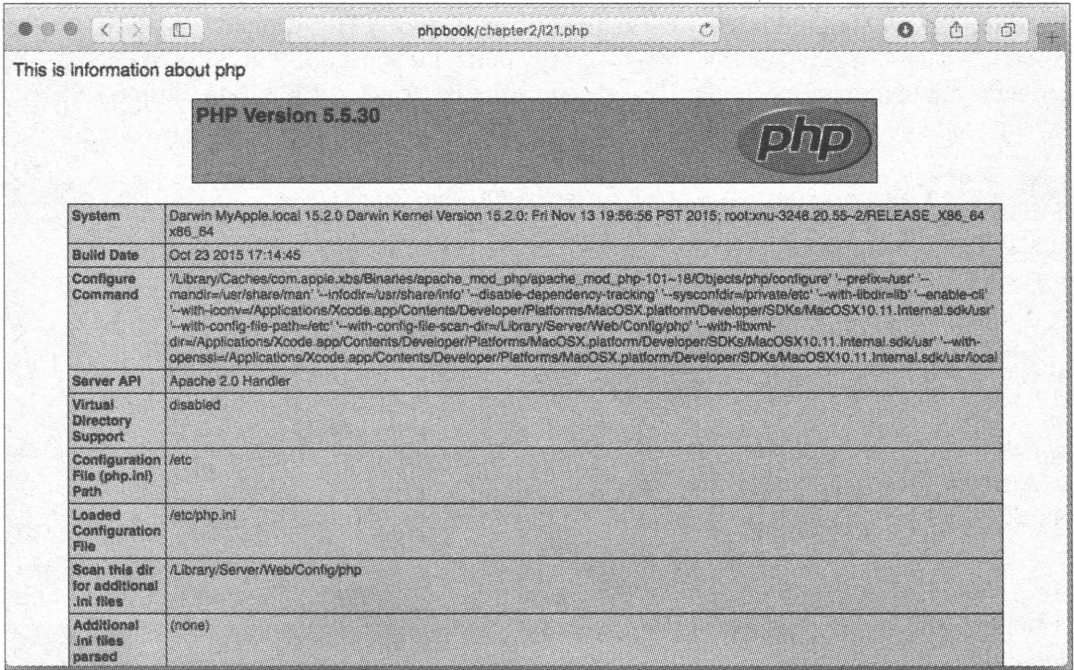 phpbook/chapter2/l21.php
This is information about php
PHP Version 5.5.30
php
System
Darwin MyApple.local 15.2.0 Darwin Kernel Version 15.2.0: Fri Nov 13 19:56:56 PST 2015; root:xnu-3248.20.55~2/RELEASE_X86_64
x86_64
Build Date
Oct 23 2015 17:14:45
Configure
Command
'/Library/Caches/com.apple.xbs/Binaries/apache_mod_php/apache_mod_php-101~18/Objects/php/configure' '--prefix=/usr' '--
mandir=/usr/share/man' '--infodir=/usr/share/info' '--disable-dependency-tracking' '--sysconfdir=/private/etc' '--with-libdir=lib' '--enable-cli'
'--with-iconv=/Applications/Xcode.app/Contents/Developer/Platforms/MacOSX.platform/Developer/SDKs/MacOSX10.11.Internal.sdk/usr'
'--with-config-file-path=/etc' '--with-config-file-scan-dir=/Library/Server/Web/Config/php' '--with-libxml-
dir=/Applications/Xcode.app/Contents/Developer/Platforms/MacOSX.platform/Developer/SDKs/MacOSX10.11.Internal.sdk/usr' '--with-
openssl=/Applications/Xcode.app/Contents/Developer/Platforms/MacOSX.platform/Developer/SDKs/MacOSX10.11.Internal.sdk/usr/local
Server API
Apache 2.0 Handler
Virtual
Directory
Support
disabled
Configuration
File (php.ini)
Path
/etc
Loaded
Configuration
File
/etc/php.ini
Scan this dir
for additional
.ini files
/Library/Server/Web/Config/php
Additional
.ini files
parsed
(none)